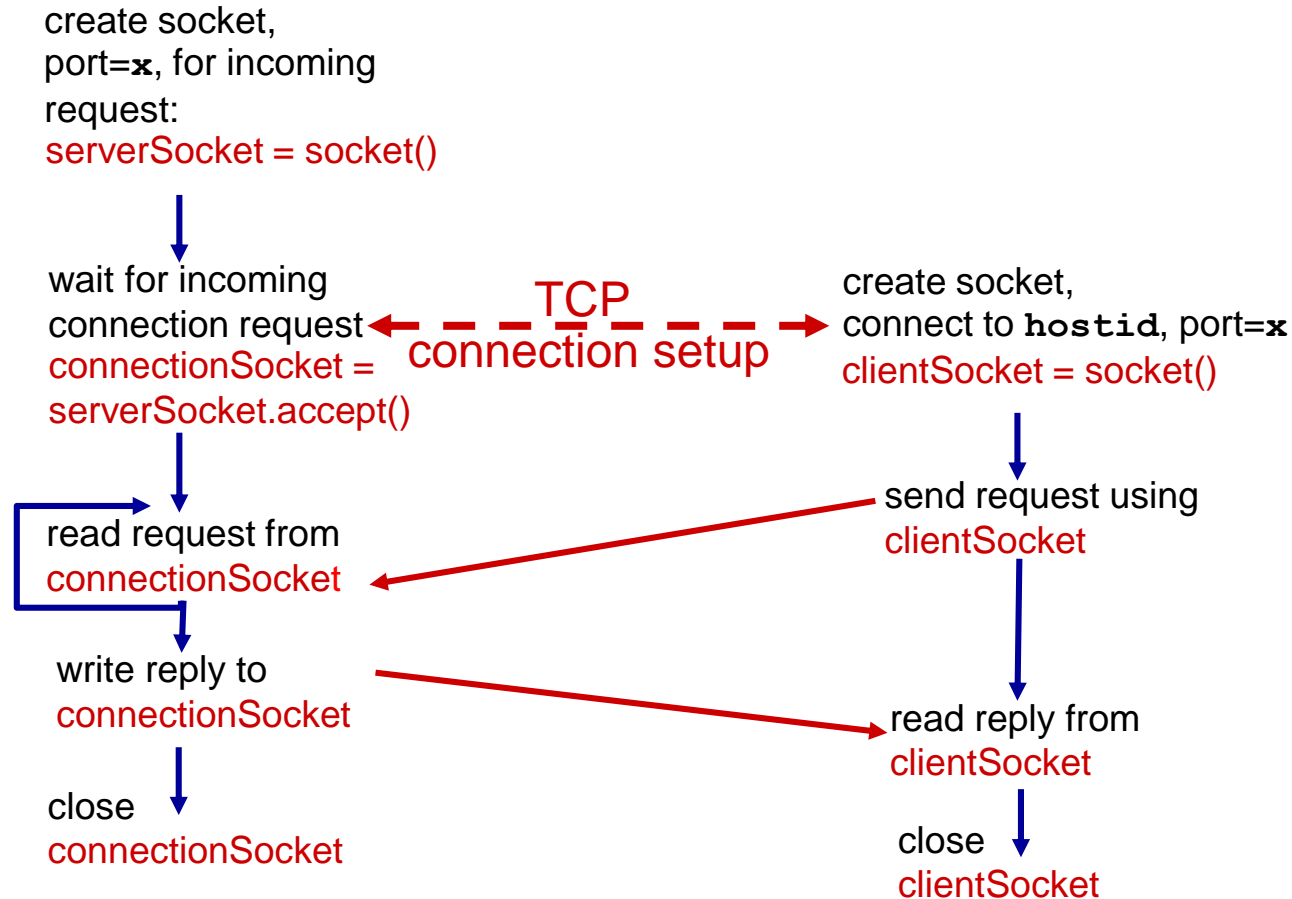 create socket,
port=x, for incoming
request:
serverSocket = socket()
wait for incoming
connection request
connectionSocket =
serverSocket.accept()
TCP
connection setup
create socket,
connect to hostid, port=x
clientSocket = socket()
read request from
connectionSocket
send request using
clientSocket
write reply to
connectionSocket
read reply from
clientSocket
close
connectionSocket
close
clientSocket